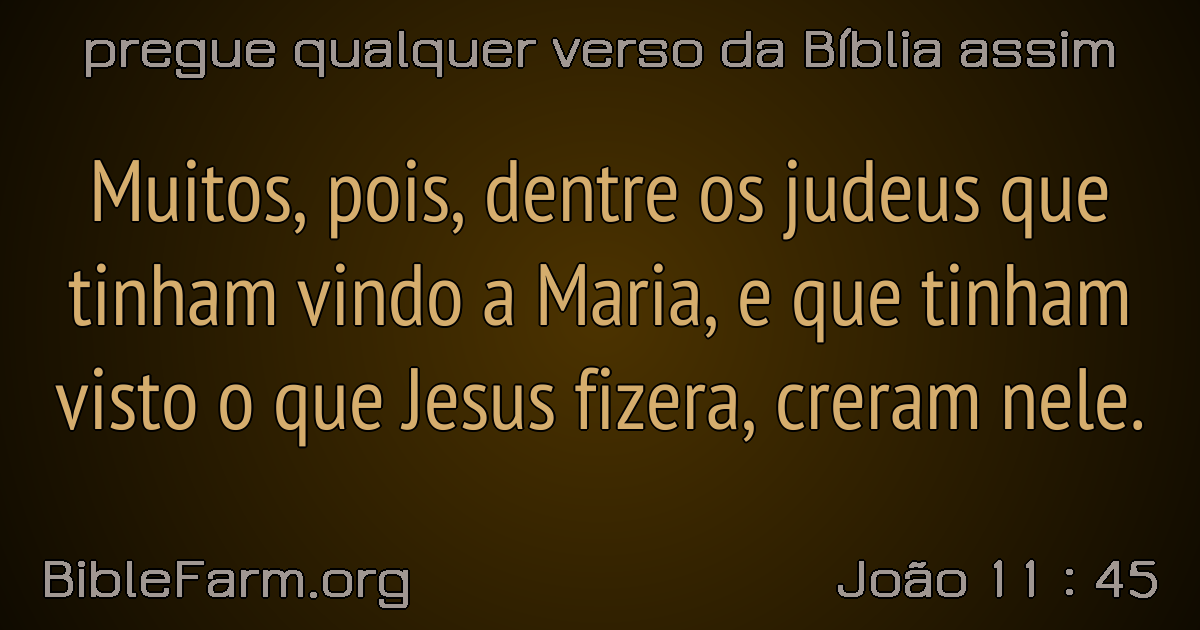 pregue qualquer verso da Bíblia assim
Muitos, pois, dentre os judeus que
tinham vindo a Maria, e que tinham
visto o que Jesus fizera, creram nele.
BibleFarm.org
João 11 : 45